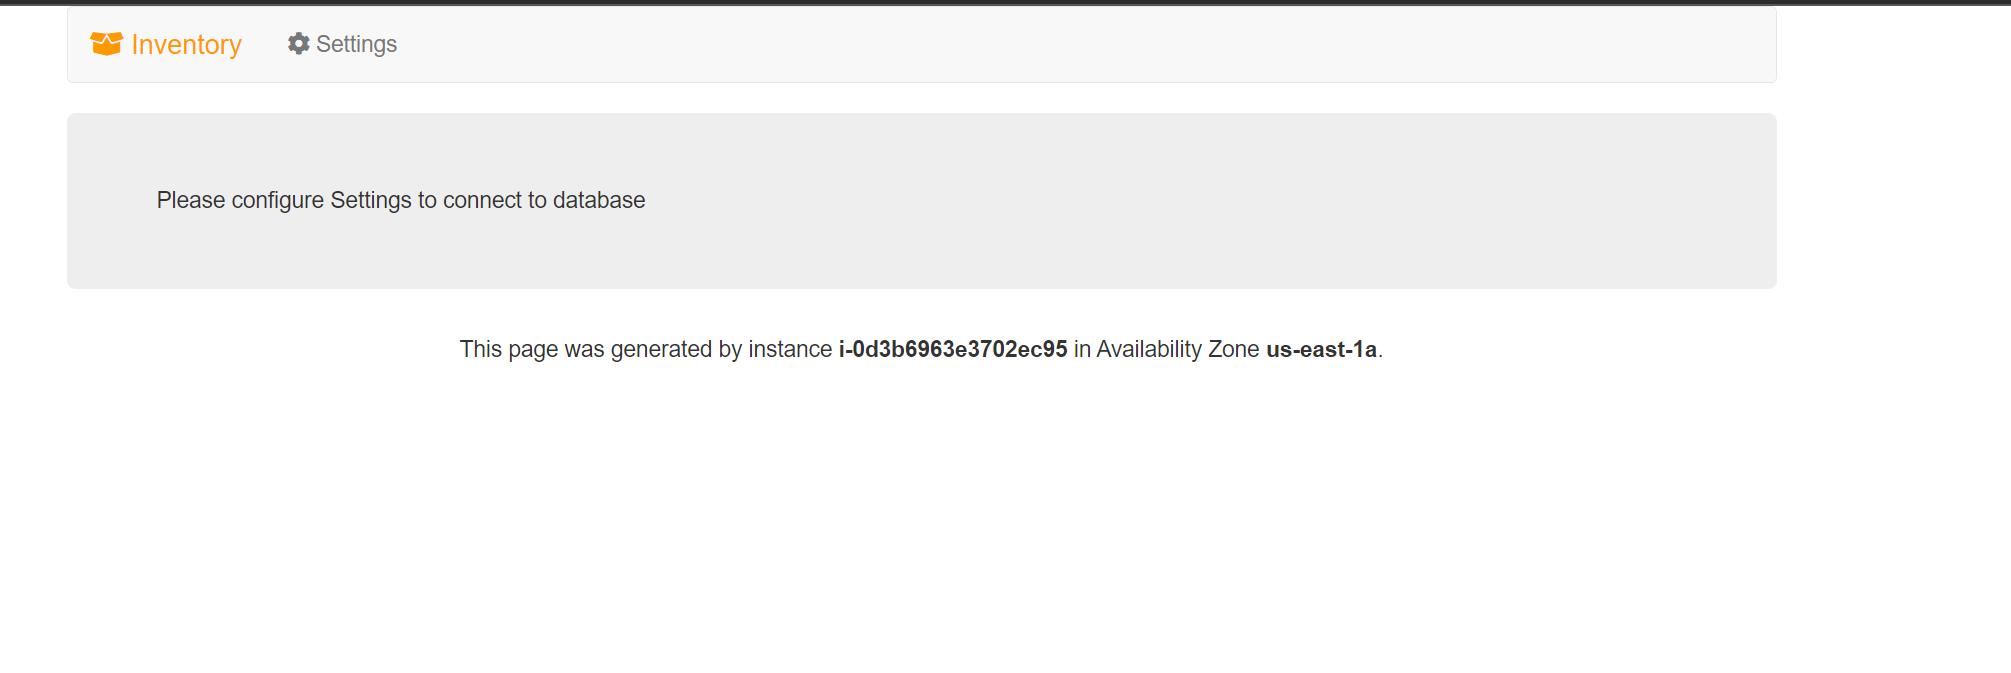 Inventory Settings
Please configure Settings to connect to database
This page was generated by instance i-0d3b6963e3702ec95 in Availability Zone us-east-1a.